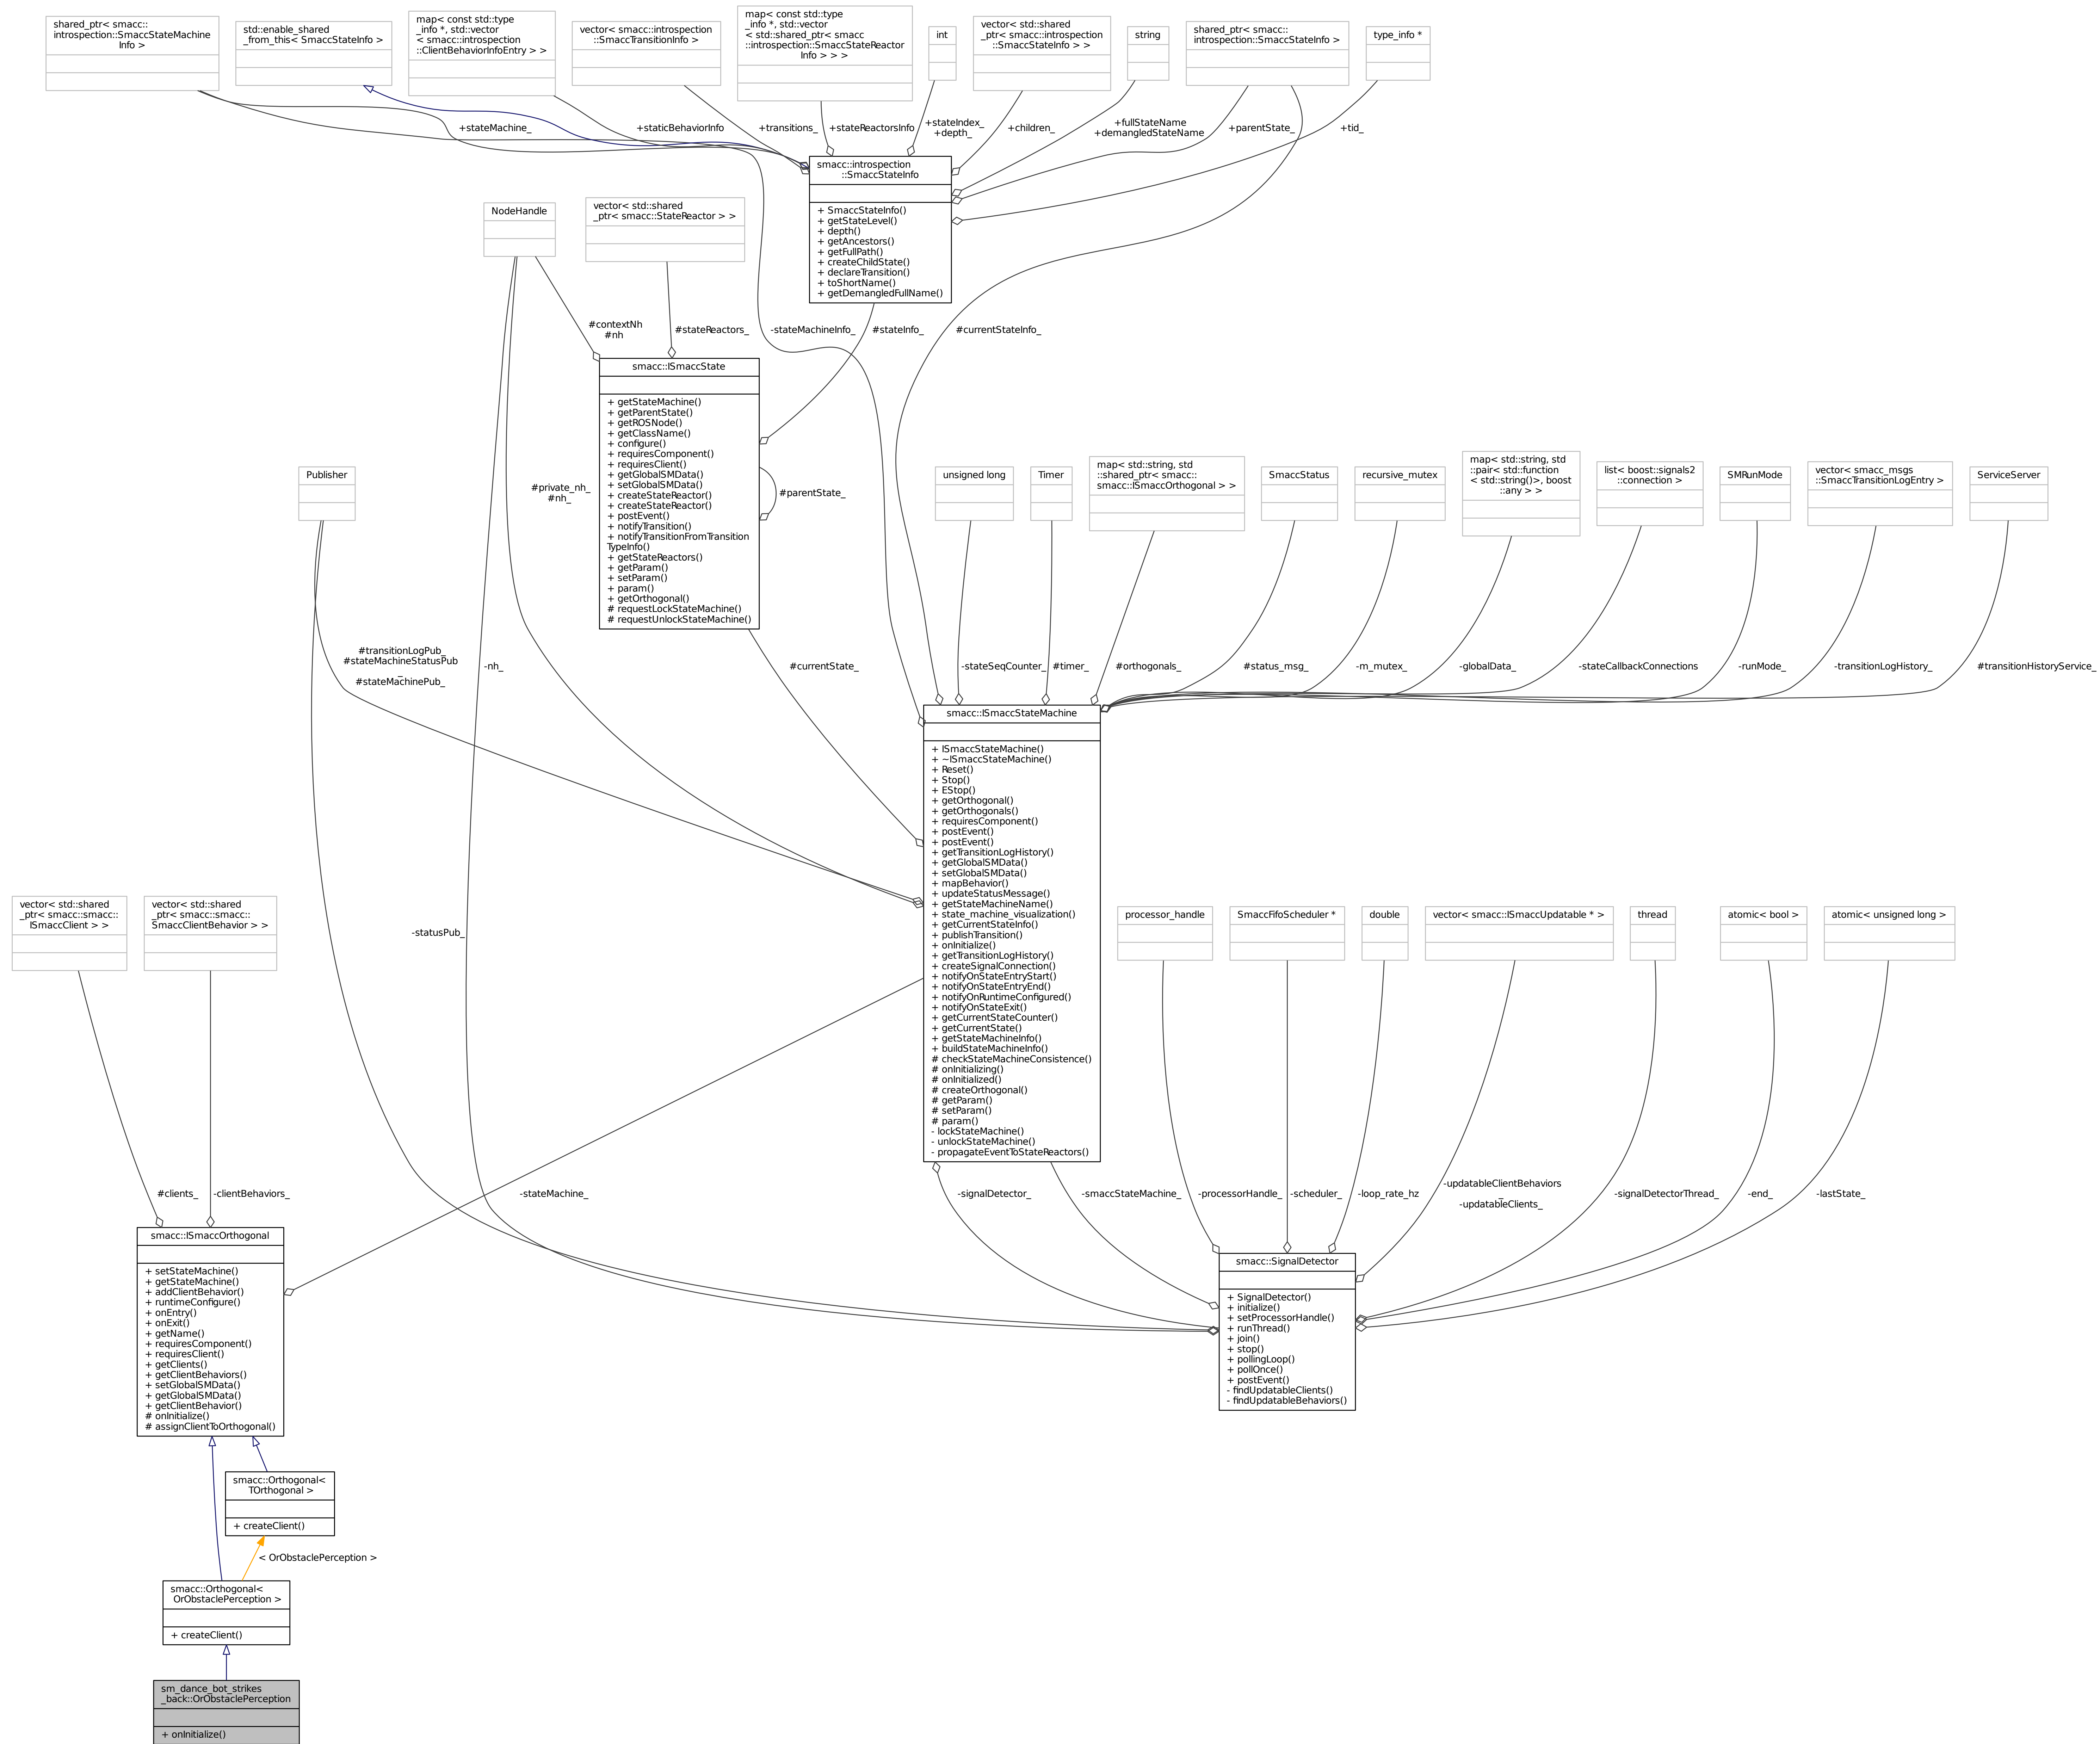 shared_ptr< smacc::
introspection::SmaccStateMachine
Info >
std::enable_shared
_from_this< SmaccStateInfo >
map< const std::type
_info *, std::vector
< smacc::introspection
::ClientBehaviorInfoEntry > >
vector< smacc::introspection
::SmaccTransitionInfo >
map< const std::type
_info *, std::vector
< std::shared_ptr< smacc
::introspection::SmaccStateReactor
Info > > >
int
vector< std::shared
_ptr< smacc::introspection
::SmaccStateInfo > >
string
shared_ptr< smacc::
introspection::SmaccStateInfo >
type_info *
+stateMachine_
+staticBehaviorInfo
+transitions_
+stateReactorsInfo
+stateIndex_
+depth_
+children_
+fullStateName
+demangledStateName
+parentState_
+tid_
smacc::introspection
::SmaccStateInfo
+ SmaccStateInfo()
+ getStateLevel()
+ depth()
+ getAncestors()
+ getFullPath()
+ createChildState()
+ declareTransition()
+ toShortName()
+ getDemangledFullName()
NodeHandle
vector< std::shared
_ptr< smacc::StateReactor > >
#contextNh
#nh
#stateReactors_
-stateMachineInfo_
#stateInfo_
#currentStateInfo_
smacc::ISmaccState
+ getStateMachine()
+ getParentState()
+ getROSNode()
+ getClassName()
+ configure()
+ requiresComponent()
+ requiresClient()
+ getGlobalSMData()
+ setGlobalSMData()
+ createStateReactor()
+ createStateReactor()
+ postEvent()
+ notifyTransition()
+ notifyTransitionFromTransition
TypeInfo()
+ getStateReactors()
+ getParam()
+ setParam()
+ param()
+ getOrthogonal()
# requestLockStateMachine()
# requestUnlockStateMachine()
#parentState_
#private_nh_
#nh_
Publisher
unsigned long
Timer
map< std::string, std
::shared_ptr< smacc::
smacc::ISmaccOrthogonal > >
SmaccStatus
recursive_mutex
map< std::string, std
::pair< std::function
< std::string()>, boost
::any > >
list< boost::signals2
::connection >
SMRunMode
vector< smacc_msgs
::SmaccTransitionLogEntry >
ServiceServer
#transitionLogPub_
#stateMachineStatusPub
_
#stateMachinePub_
-nh_
#currentState_
-stateSeqCounter_
#timer_
#orthogonals_
#status_msg_
-m_mutex_
-globalData_
-stateCallbackConnections
-runMode_
-transitionLogHistory_
#transitionHistoryService_
smacc::ISmaccStateMachine
+ ISmaccStateMachine()
+ ~ISmaccStateMachine()
+ Reset()
+ Stop()
+ EStop()
+ getOrthogonal()
+ getOrthogonals()
+ requiresComponent()
+ postEvent()
+ postEvent()
+ getTransitionLogHistory()
+ getGlobalSMData()
+ setGlobalSMData()
+ mapBehavior()
+ updateStatusMessage()
+ getStateMachineName()
+ state_machine_visualization()
+ getCurrentStateInfo()
+ publishTransition()
+ onInitialize()
+ getTransitionLogHistory()
+ createSignalConnection()
+ notifyOnStateEntryStart()
+ notifyOnStateEntryEnd()
+ notifyOnRuntimeConfigured()
+ notifyOnStateExit()
+ getCurrentStateCounter()
+ getCurrentState()
+ getStateMachineInfo()
+ buildStateMachineInfo()
# checkStateMachineConsistence()
# onInitializing()
# onInitialized()
# createOrthogonal()
# getParam()
# setParam()
# param()
- lockStateMachine()
- unlockStateMachine()
- propagateEventToStateReactors()
vector< std::shared
_ptr< smacc::smacc::
ISmaccClient > >
vector< std::shared
_ptr< smacc::smacc::
SmaccClientBehavior > >
-statusPub_
processor_handle
SmaccFifoScheduler *
double
vector< smacc::ISmaccUpdatable * >
thread
atomic< bool >
atomic< unsigned long >
#clients_
-clientBehaviors_
-stateMachine_
-signalDetector_
-smaccStateMachine_
-processorHandle_
-scheduler_
-loop_rate_hz
-updatableClientBehaviors
_
-updatableClients_
-signalDetectorThread_
-end_
-lastState_
smacc::ISmaccOrthogonal
+ setStateMachine()
+ getStateMachine()
+ addClientBehavior()
+ runtimeConfigure()
+ onEntry()
+ onExit()
+ getName()
+ requiresComponent()
+ requiresClient()
+ getClients()
+ getClientBehaviors()
+ setGlobalSMData()
+ getGlobalSMData()
+ getClientBehavior()
# onInitialize()
# assignClientToOrthogonal()
smacc::SignalDetector
+ SignalDetector()
+ initialize()
+ setProcessorHandle()
+ runThread()
+ join()
+ stop()
+ pollingLoop()
+ pollOnce()
+ postEvent()
- findUpdatableClients()
- findUpdatableBehaviors()
smacc::Orthogonal<
TOrthogonal >
+ createClient()
< OrObstaclePerception >
smacc::Orthogonal<
OrObstaclePerception >
+ createClient()
sm_dance_bot_strikes
_back::OrObstaclePerception
+ onInitialize()